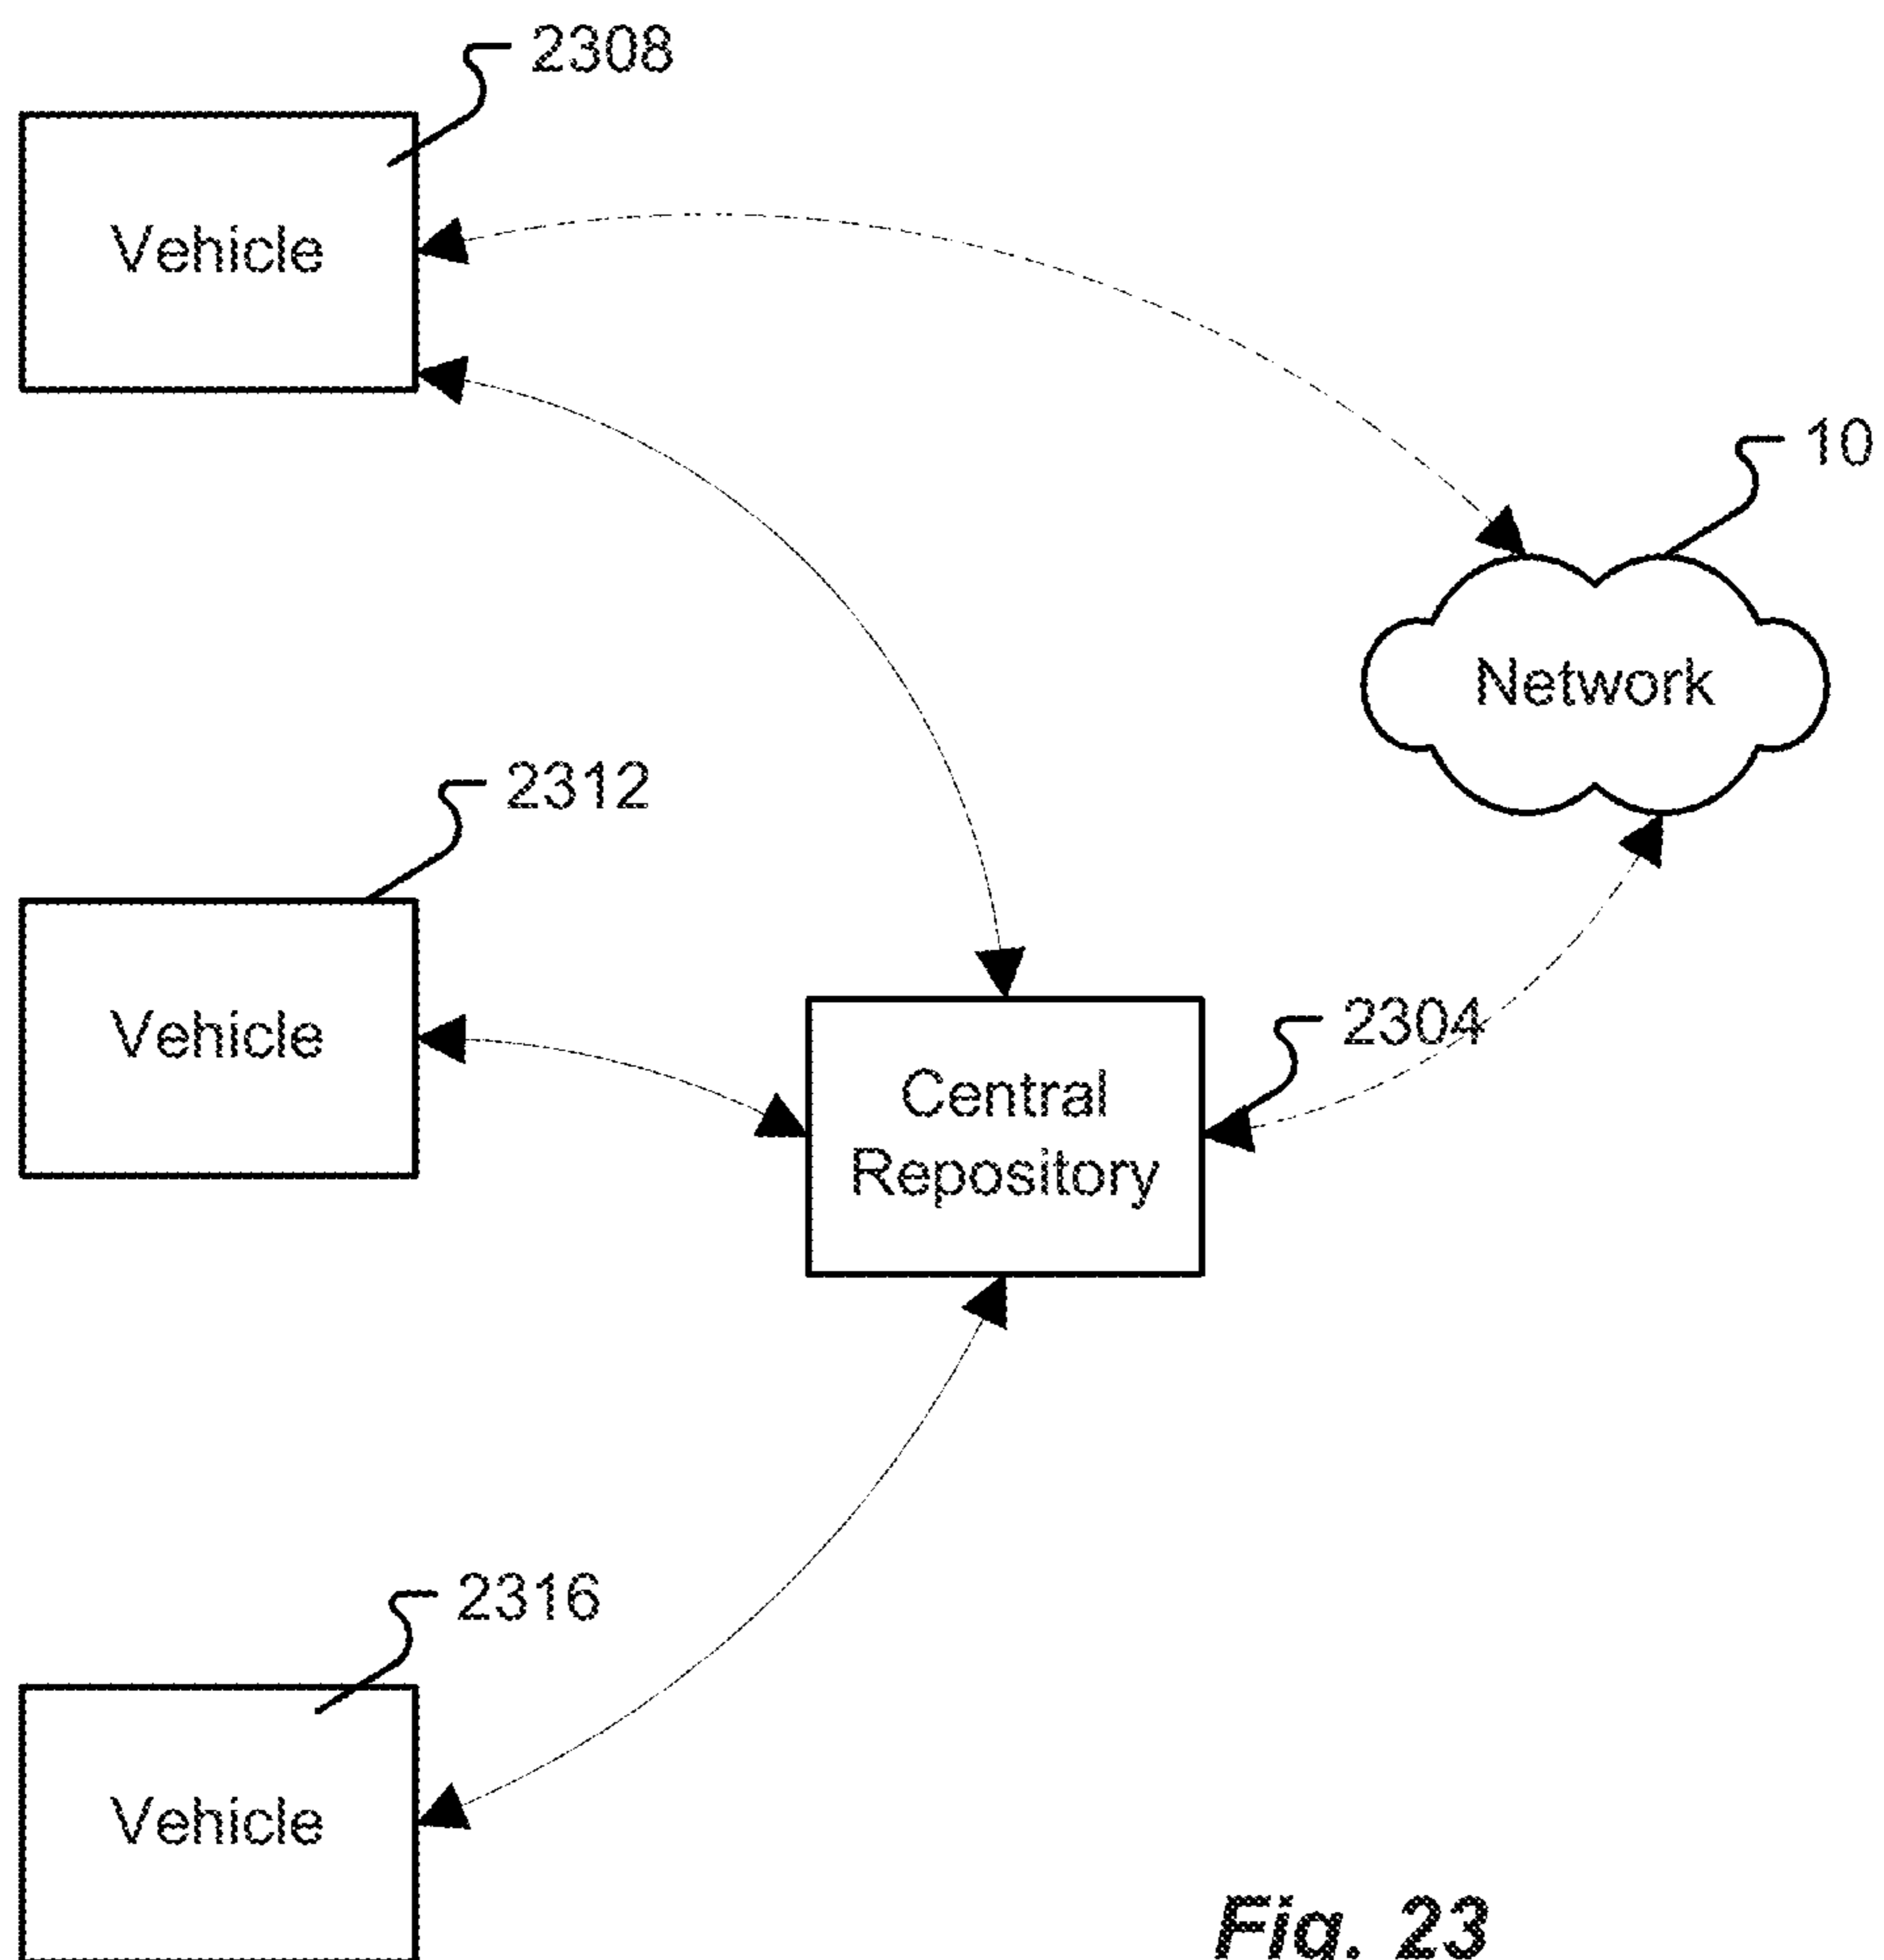 2308
Vehicle
10
Network
2312
Vehicle
2304
Central
Repository
2316
Vehicle
Fig. 23